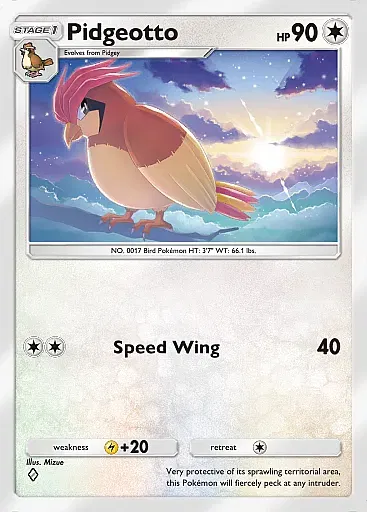 STAGE 1 Pidgeotto HP 90
Evolves from Pidgey
NO. 0017 Bird Pokémon HT: 3'7" WT: 66.1 lbs.
Speed Wing 40
weakness +20 retreat
Illus. Mizue
Very protective of its sprawling territorial area,
this Pokémon will fiercely peck at any intruder.